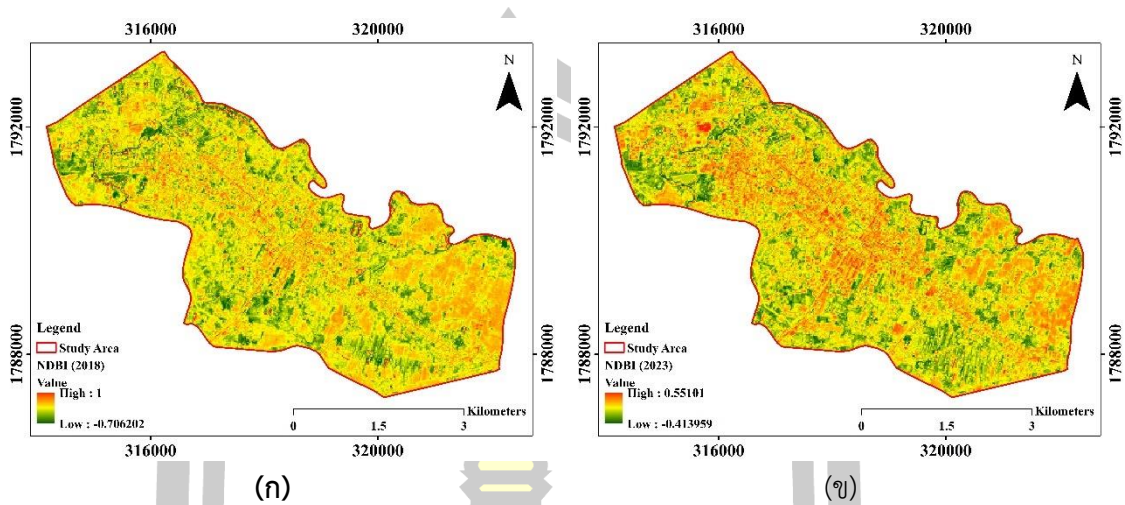 316000 320000
N
1792000 1792000
1788000 1788000
Legend
Study Area
NDBI (2018)
Value
High : 1
Low : -0.706202
Kilometers
0 1.5 3
316000 320000
(ก)
316000 320000
N
1792000 1792000
1788000 1788000
Legend
Study Area
NDBI (2023)
Value
High : 0.55101
Low : -0.413959
Kilometers
0 1.5 3
316000 320000
(ข)